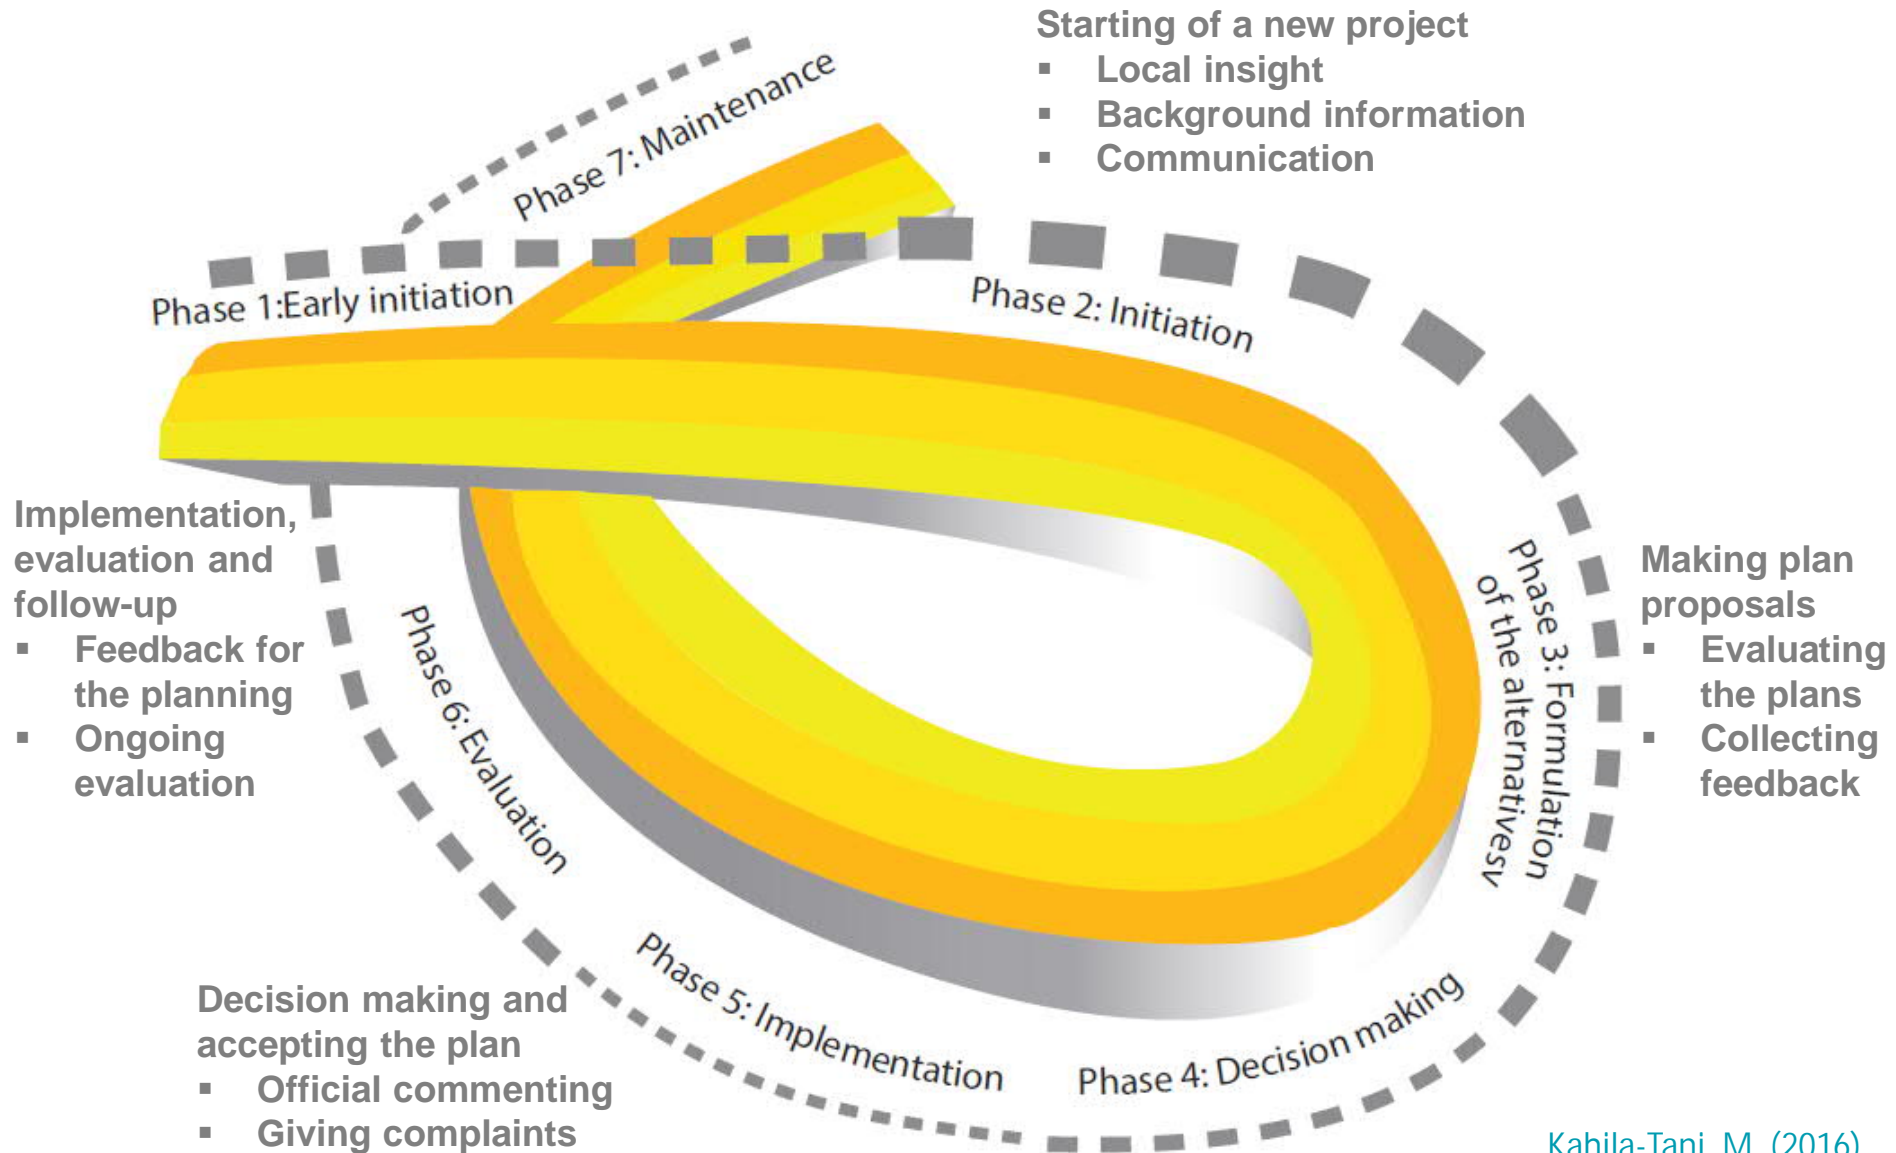 Starting of a new project
▪ Local insight
▪ Background information
▪ Communication
Phase 7: Maintenance
Phase 1:Early initiation
Phase 2: Initiation
Phase 3: Formulation
of the alternativesv
Making plan
proposals
▪ Evaluating
the plans
▪ Collecting
feedback
Implementation,
evaluation and
follow-up
▪ Feedback for
the planning
▪ Ongoing
evaluation
Phase 6: Evaluation
Phase 5: Implementation
Phase 4: Decision making
Decision making and
accepting the plan
▪ Official commenting
▪ Giving complaints
Kahila-Tani, M. (2016)